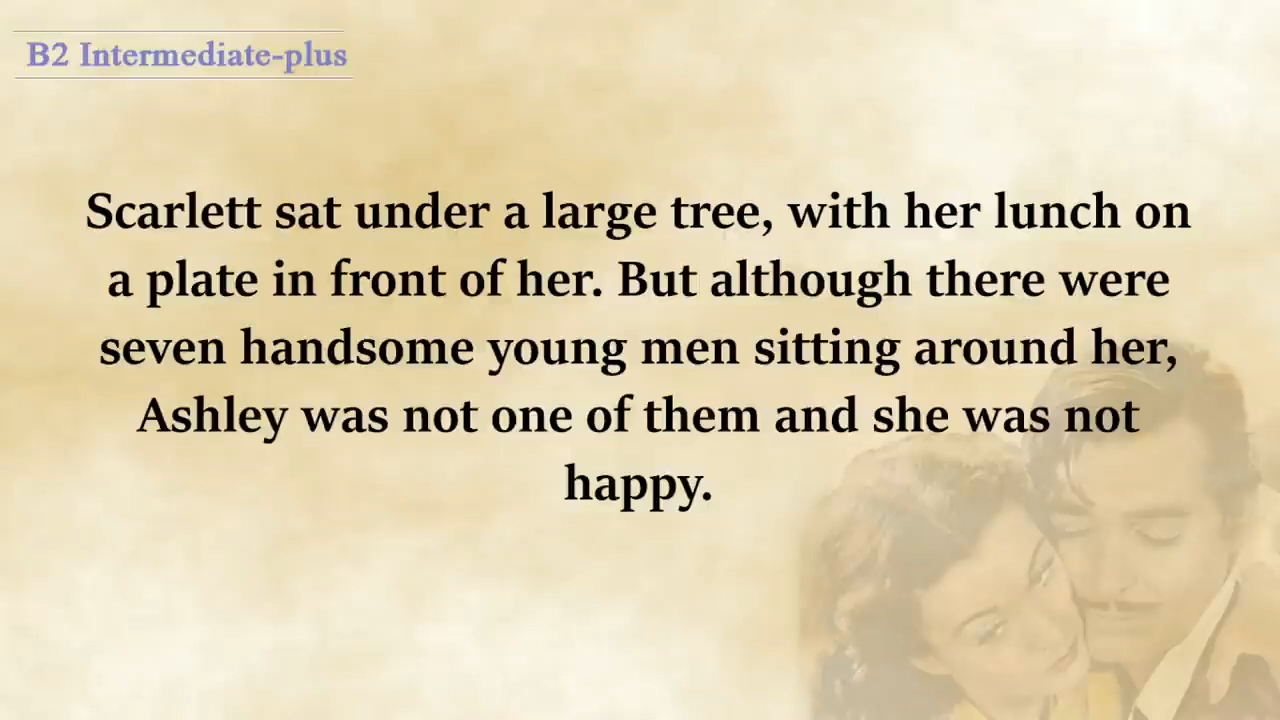 B2 Intermediate-plus
Scarlett sat under a large tree, with her lunch on
a plate in front of her. But although there were
seven handsome young men sitting around her,
Ashley was not one of them and she was not
happy.